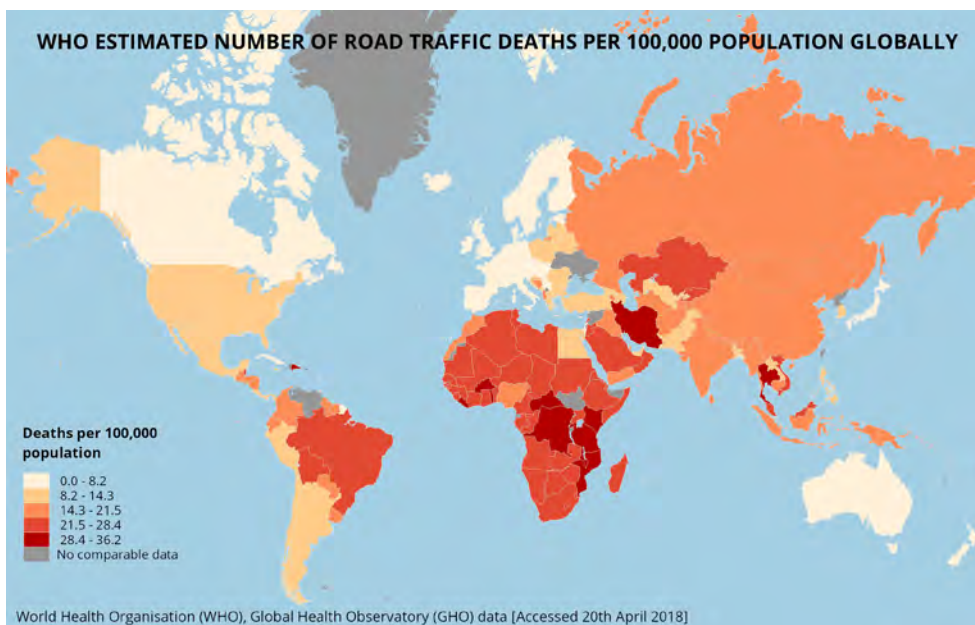 WHO ESTIMATED NUMBER OF ROAD TRAFFIC DEATHS PER 100,000 POPULATION GLOBALLY
Deaths per 100,000
population
0.0 - 8.2
8.2 - 14.3
14.3 - 21.5
21.5 - 28.4
28.4 - 36.2
No comparable data
World Health Organisation (WHO), Global Health Observatory (GHO) data [Accessed 20th April 2018]